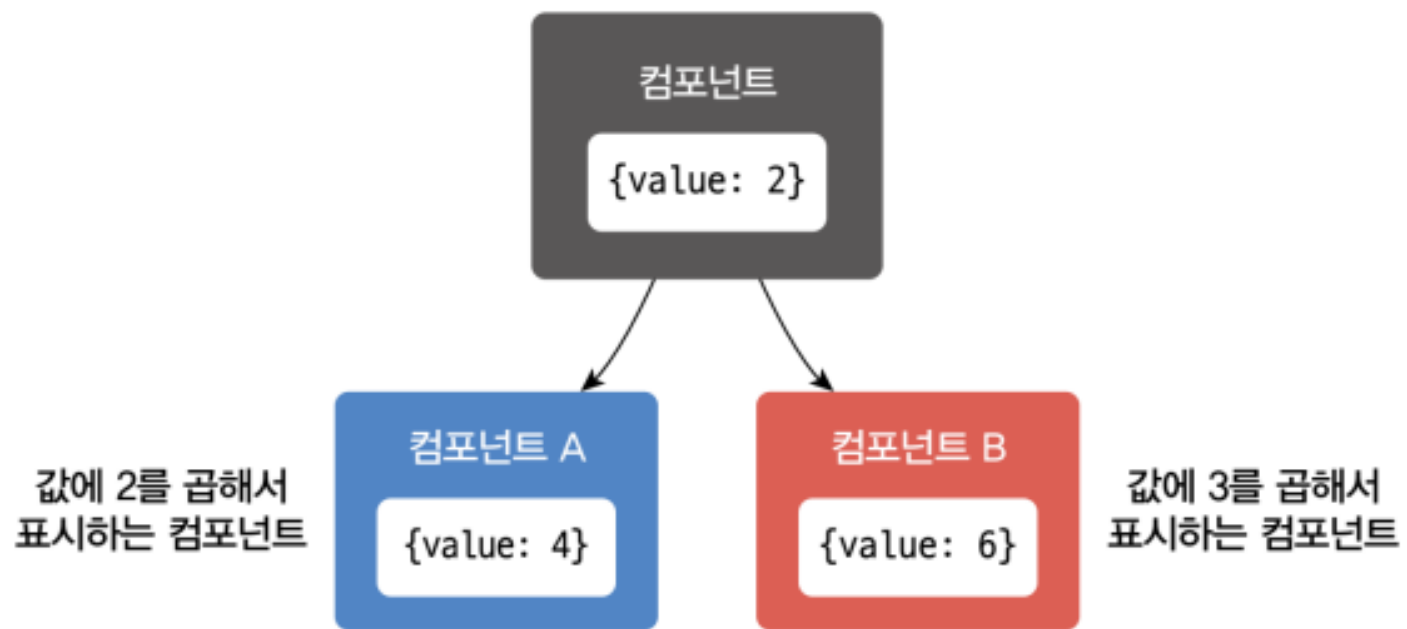 컴포넌트
{value: 2}
컴포넌트 A
{value: 4}
값에 2를 곱해서
표시하는 컴포넌트
컴포넌트 B
{value: 6}
값에 3를 곱해서
표시하는 컴포넌트